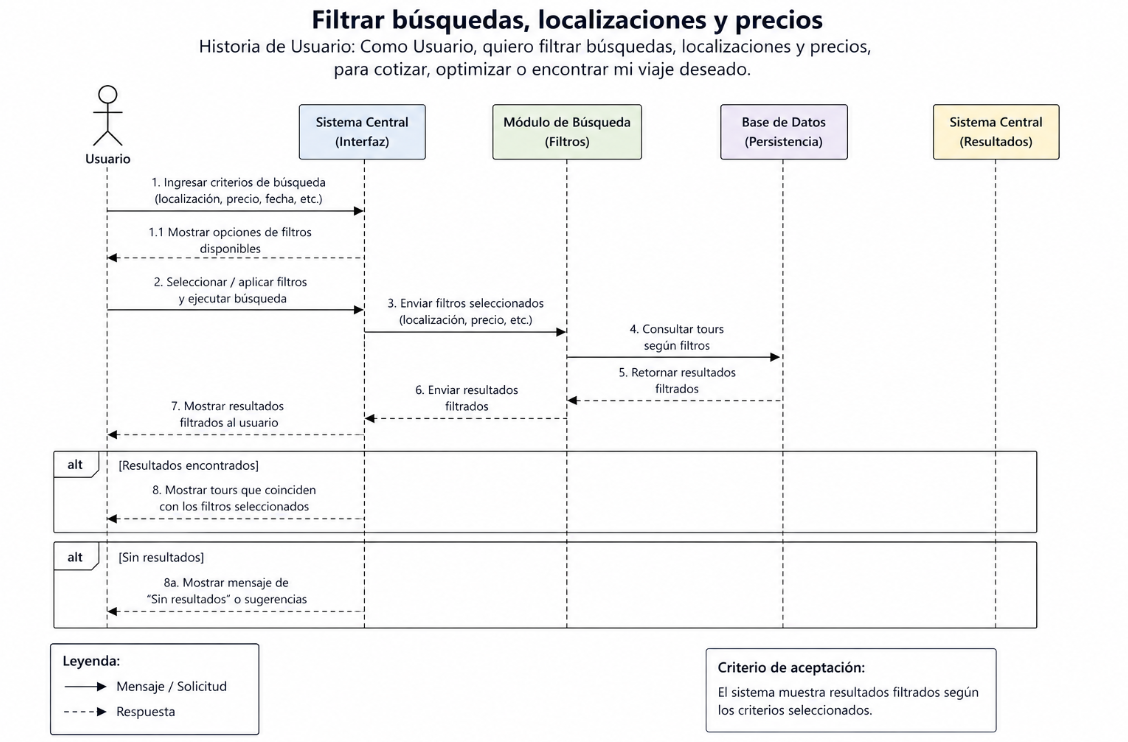 Filtrar búsquedas, localizaciones y precios
Historia de Usuario: Como Usuario, quiero filtrar búsquedas, localizaciones y precios,
para cotizar, optimizar o encontrar mi viaje deseado.
Usuario
Sistema Central
(Interfaz)
Módulo de Búsqueda
(Filtros)
Base de Datos
(Persistencia)
Sistema Central
(Resultados)
1. Ingresar criterios de búsqueda
(localización, precio, fecha, etc.)
1.1 Mostrar opciones de filtros
disponibles
2. Seleccionar / aplicar filtros
y ejecutar búsqueda
3. Enviar filtros seleccionados
(localización, precio, etc.)
4. Consultar tours
según filtros
5. Retornar resultados
filtrados
6. Enviar resultados
filtrados
7. Mostrar resultados
filtrados al usuario
alt
[Resultados encontrados]
8. Mostrar tours que coinciden
con los filtros seleccionados
alt
[Sin resultados]
8a. Mostrar mensaje de
“Sin resultados” o sugerencias
Leyenda:
Mensaje / Solicitud
Respuesta
Criterio de aceptación:
El sistema muestra resultados filtrados según
los criterios seleccionados.